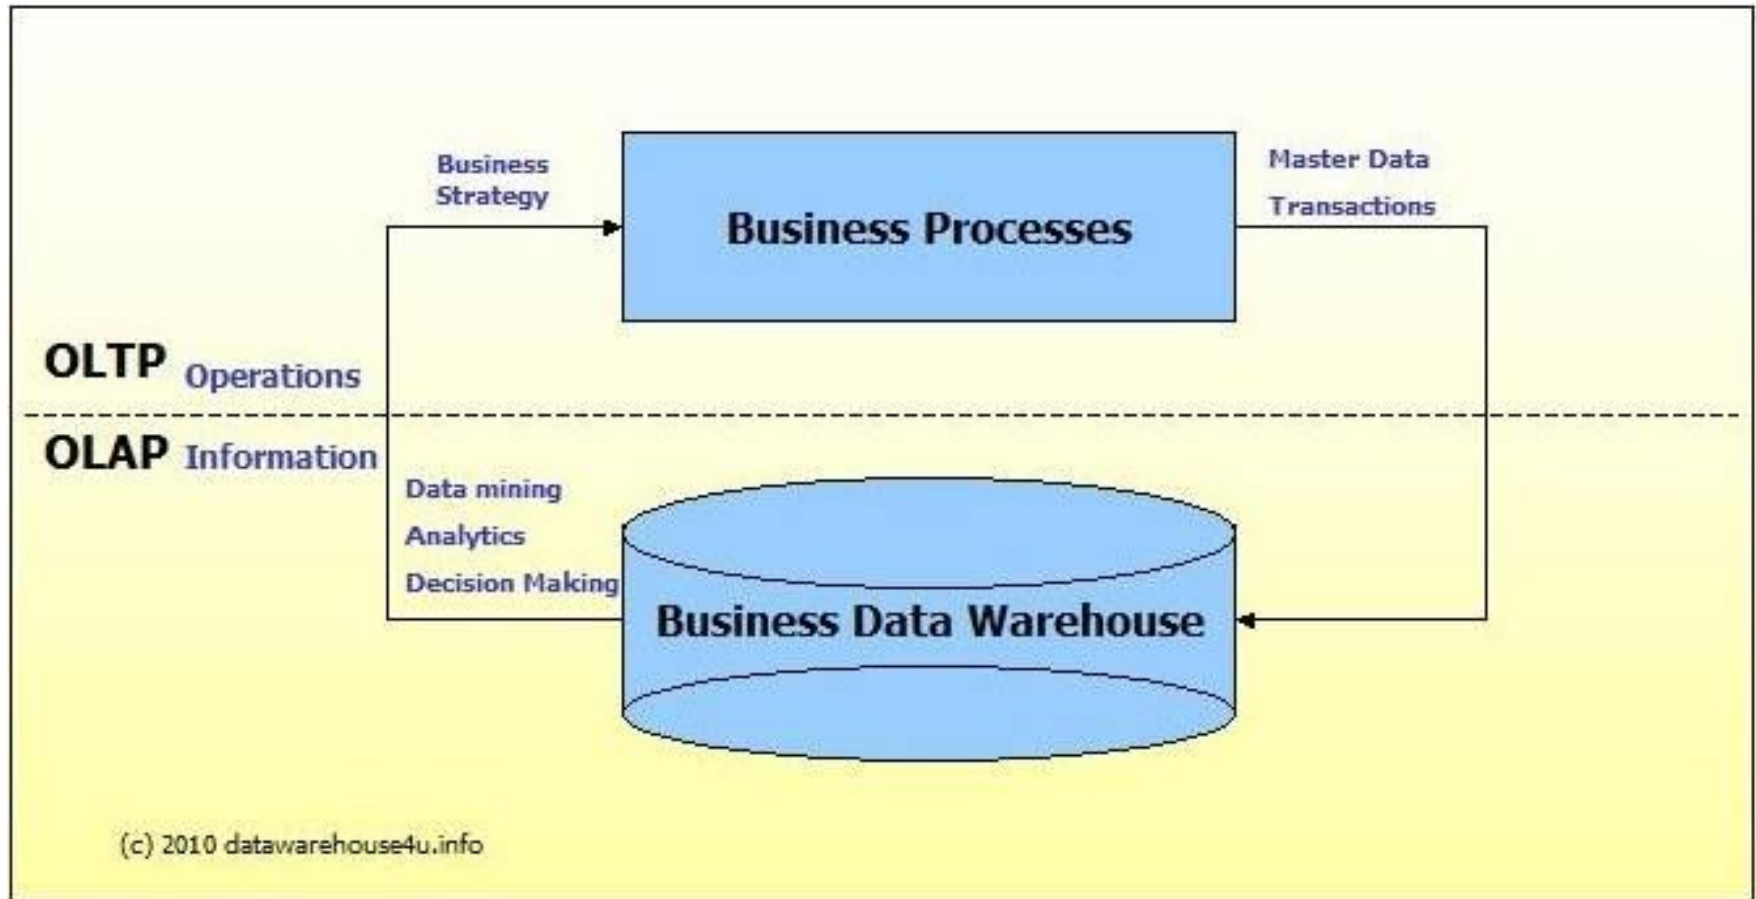 Business
Strategy
Business Processes
Master Data
Transactions
OLTP Operations
OLAP Information
Data mining
Analytics
Decision Making
Business Data Warehouse
(c) 2010 datawarehouse4u.info